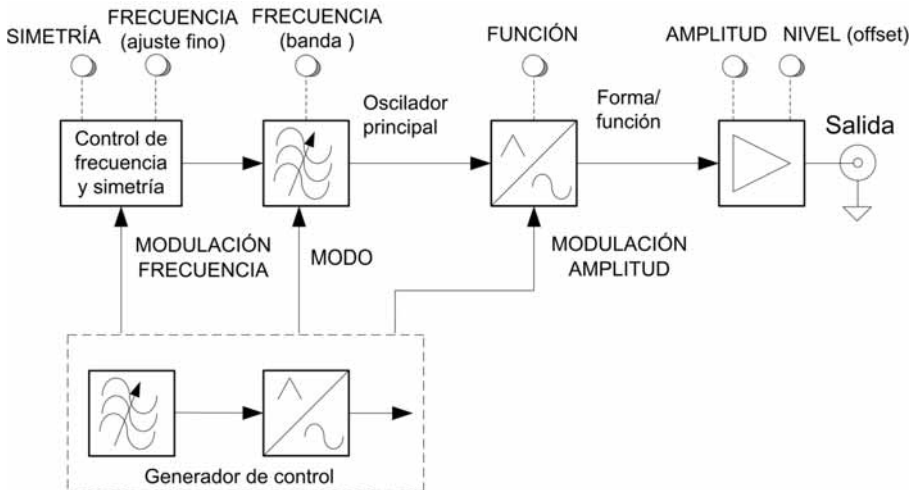 SIMETRÍA
FRECUENCIA
(ajuste fino)
FRECUENCIA
(banda )
FUNCIÓN
AMPLITUD
NIVEL (offset)
Control de
frecuencia
y simetría
Oscilador
principal
Forma/
función
Salida
MODULACIÓN
FRECUENCIA
MODO
MODULACIÓN
AMPLITUD
Generador de control